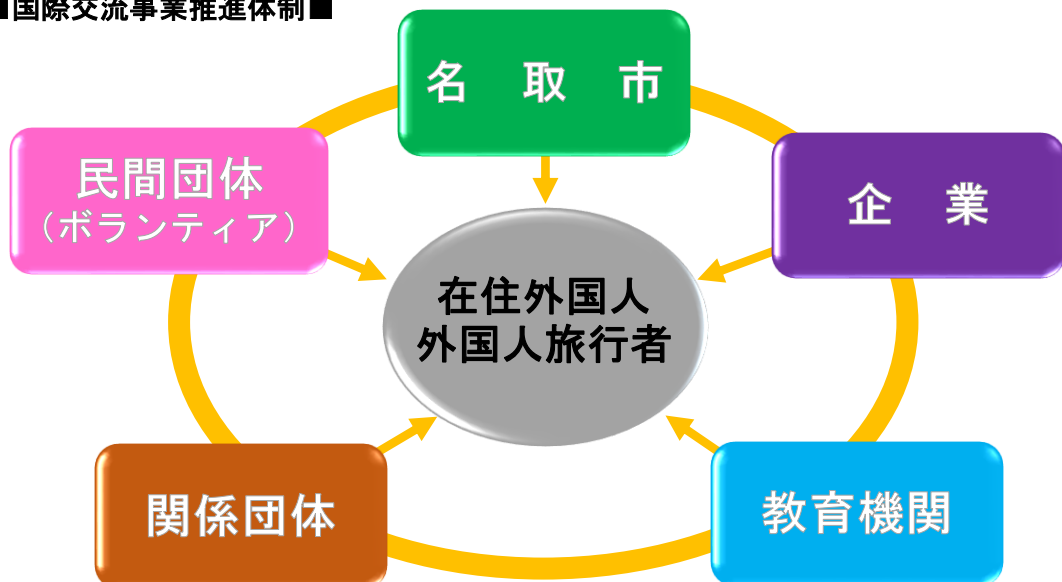 ■国際交流事業推進体制■
名　取　市
民間団体
（ボランティア）
企　業
在住外国人
外国人旅行者
関係団体
教育機関